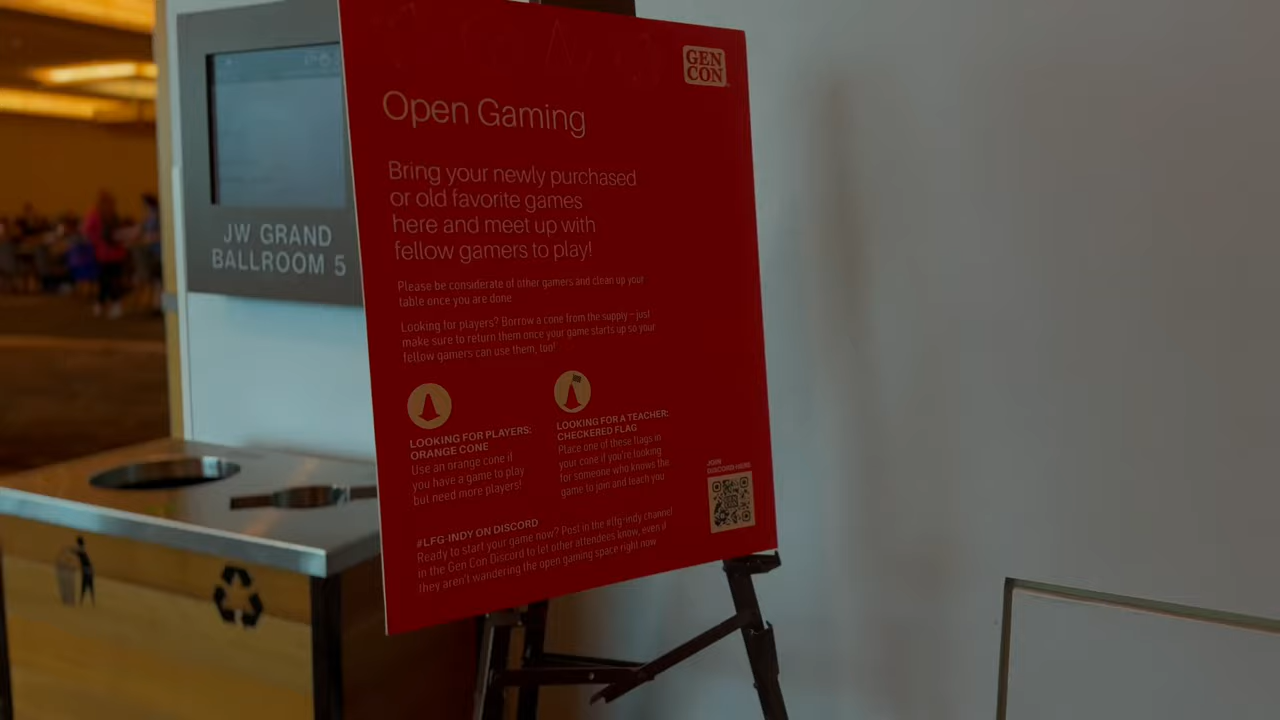 GEN
CON
Open Gaming
Bring your newly purchased
or old favorite games
here and meet up with
fellow gamers to play!
Please be considerate of other gamers and clean up your
table once you are done
Looking for players? Borrow a cone from the supply – just
make sure to return them once your game starts up so your
fellow gamers can use them, too!
LOOKING FOR PLAYERS:
ORANGE CONE
Use an orange cone if
you have a game to play
but need more players!
LOOKING FOR A TEACHER:
CHECKERED FLAG
Place one of these flags in
your cone if you're looking
for someone who knows the
game to join and teach you
JOIN
DISCORD HERE
#LFG-INDY ON DISCORD
Ready to start your game now? Post in the #lfg-indy channel
in the Gen Con Discord to let other attendees know, even if
they aren't wandering the open gaming space right now
JW GRAND
BALLROOM 5